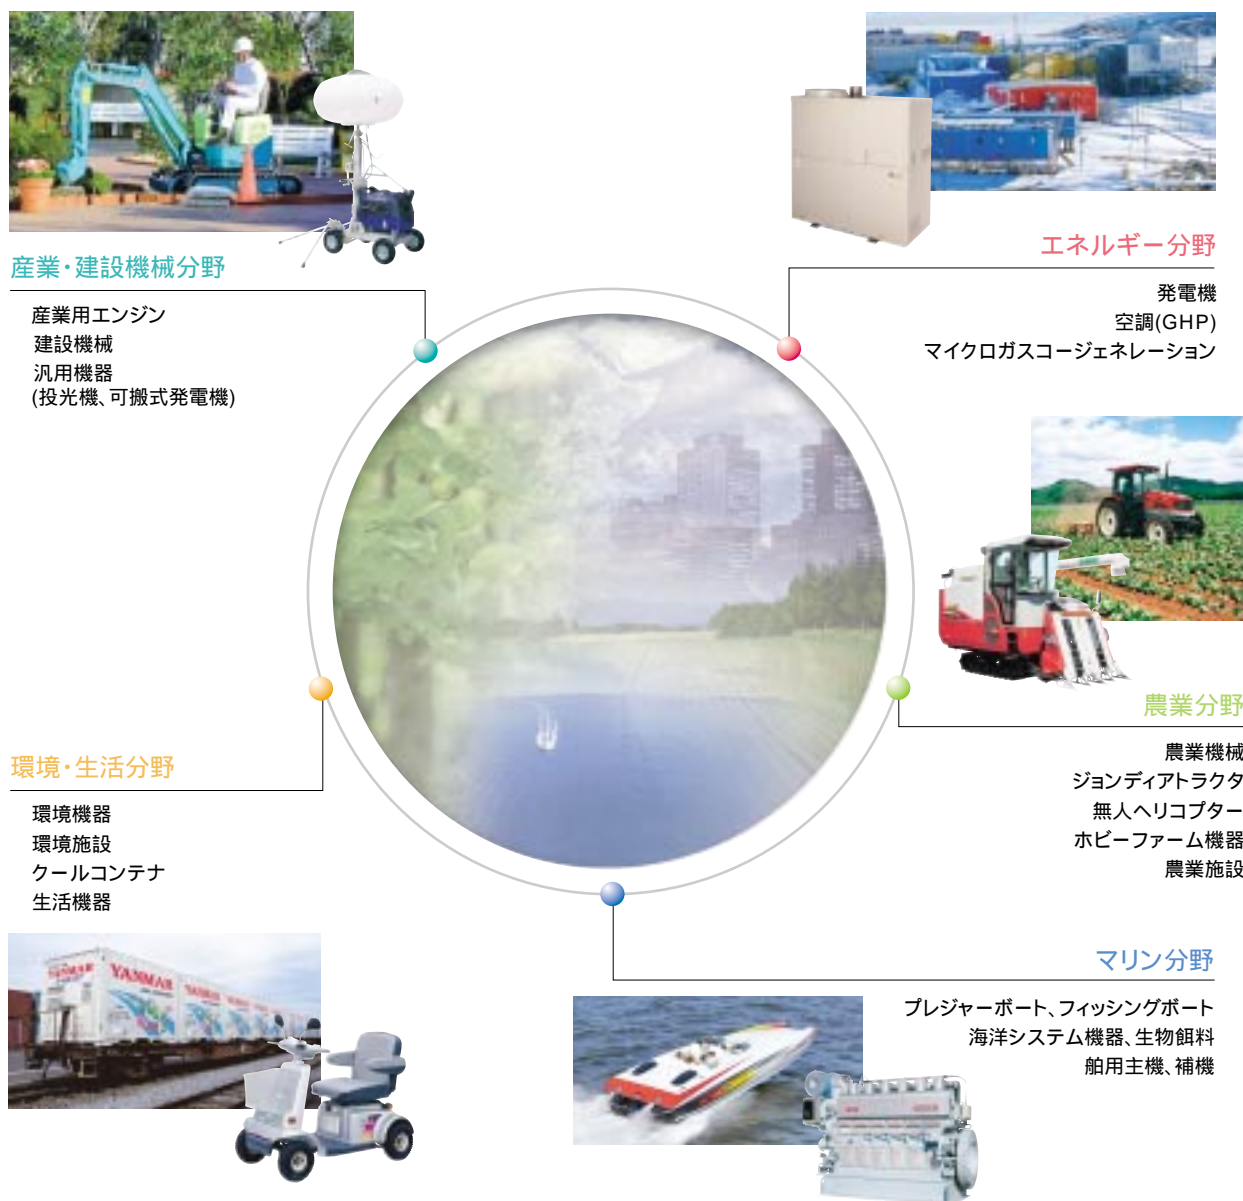 産業・建設機械分野
産業用エンジン
建設機械
汎用機器
(投光機、可搬式発電機)
エネルギー分野
発電機
空調(GHP)
マイクロガスコージェネレーション
農業分野
農業機械
ジョンディアトラクタ
無人ヘリコプター
ホビーファーム機器
農業施設
環境・生活分野
環境機器
環境施設
クールコンテナ
生活機器
マリン分野
プレジャーボート、フィッシングボート
海洋システム機器、生物餌料
舶用主機、補機
YANMAR YANMAR YANMAR